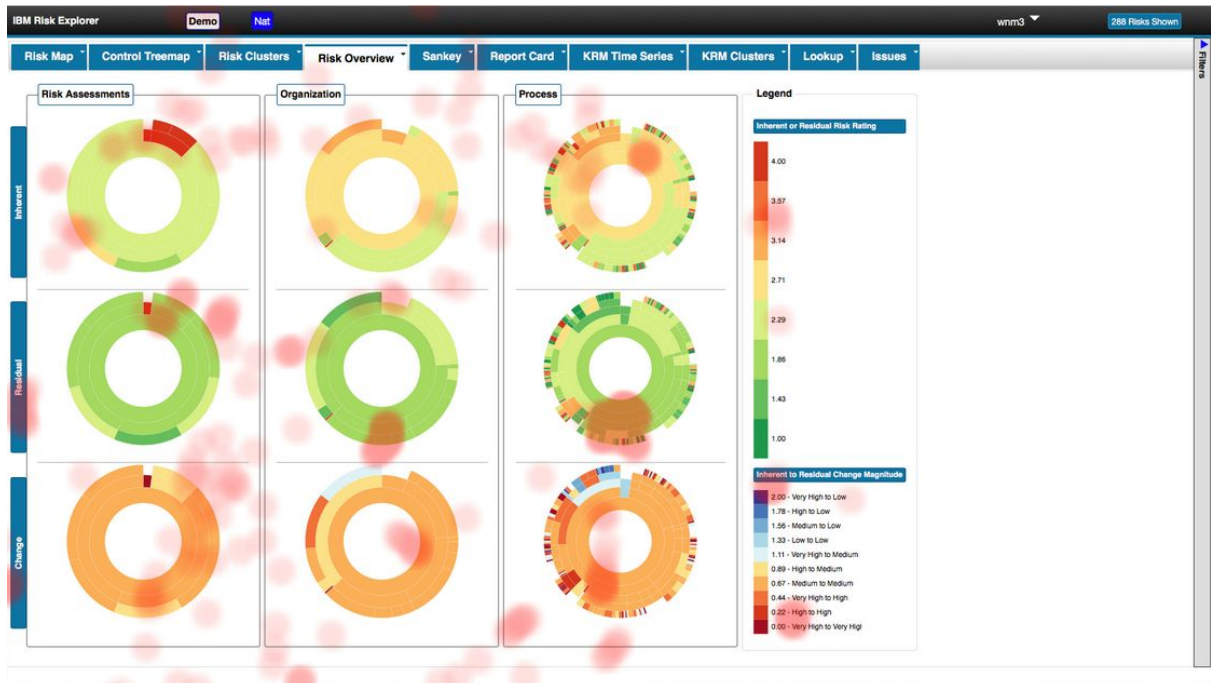 IBM Risk Explorer Demo Nat wnm3 288 Risks Shown
Risk Map Control Treemap Risk Clusters Risk Overview Sankey Report Card KRM Time Series KRM Clusters Lookup Issues
Filters
Risk Assessments Organization Process Legend
Inherent
Residual
Change
Inherent or Residual Risk Rating
4.00
3.57
3.14
2.71
2.29
1.86
1.43
1.00
Inherent to Residual Change Magnitude
2.00 - Very High to Low
1.78 - High to Low
1.56 - Medium to Low
1.33 - Low to Low
1.11 - Very High to Medium
0.89 - High to Medium
0.67 - Medium to Medium
0.44 - Very High to High
0.22 - High to High
0.00 - Very High to Very High